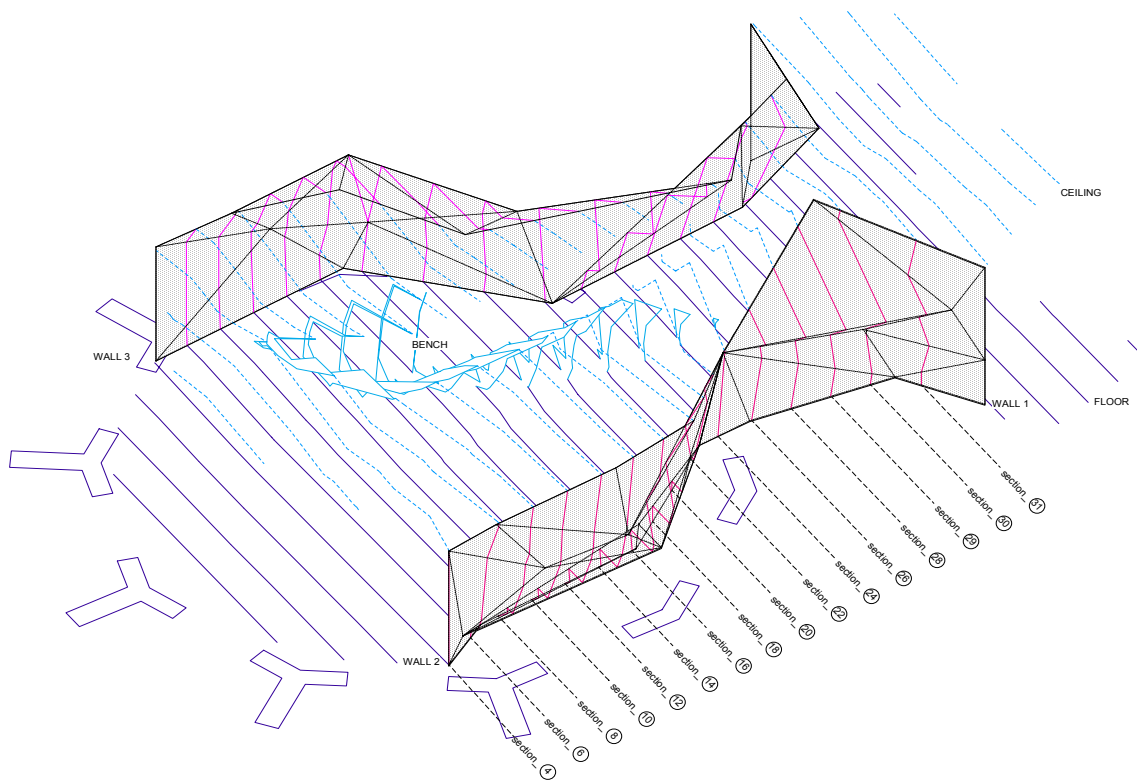 CEILING
BENCH
WALL 3
WALL 1
FLOOR
WALL 2
section_ 31
section_ 30
section_ 29
section_ 28
section_ 26
section_ 24
section_ 22
section_ 20
section_ 18
section_ 16
section_ 14
section_ 12
section_ 10
section_ 8
section_ 6
section_ 4